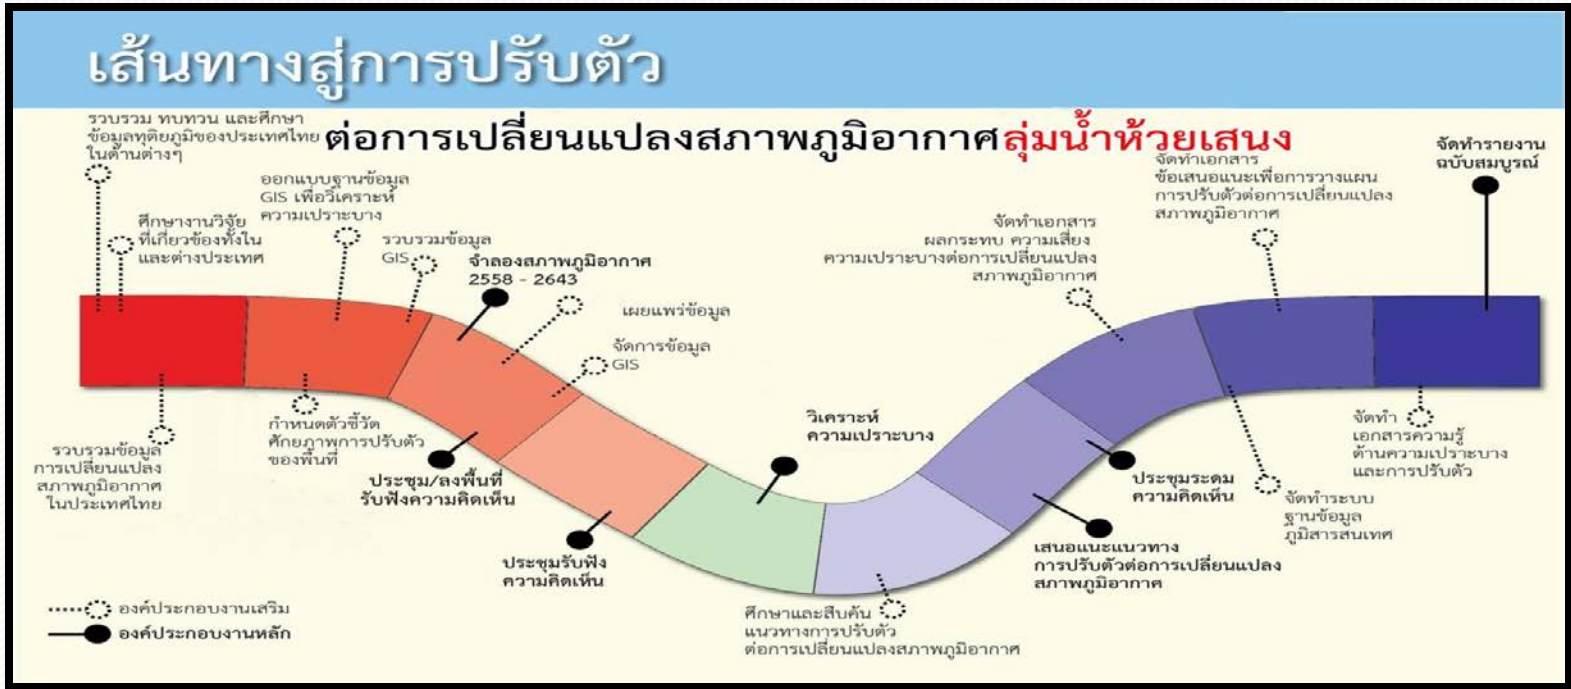 เส้นทางสู่การปรับตัว
ต่อการเปลี่ยนแปลงสภาพภูมิอากาศลุ่มน้ำห้วยเสนง
รวบรวม ทบทวน และศึกษา
ข้อมูลทุติยภูมิของประเทศไทย
ในด้านต่างๆ
ศึกษางานวิจัย
ที่เกี่ยวข้องทั้งใน
และต่างประเทศ
ออกแบบฐานข้อมูล
GIS เพื่อวิเคราะห์
ความเปราะบาง
รวบรวมข้อมูล
GIS
จำลองสภาพภูมิอากาศ
2558 - 2643
เผยแพร่ข้อมูล
จัดการข้อมูล
GIS
วิเคราะห์
ความเปราะบาง
จัดทำเอกสาร
ผลกระทบ ความเสี่ยง
ความเปราะบางต่อการเปลี่ยนแปลง
สภาพภูมิอากาศ
จัดทำเอกสาร
ข้อเสนอแนะเพื่อการวางแผน
การปรับตัวต่อการเปลี่ยนแปลง
สภาพภูมิอากาศ
จัดทำรายงาน
ฉบับสมบูรณ์
รวบรวมข้อมูล
การเปลี่ยนแปลง
สภาพภูมิอากาศ
ในประเทศไทย
กำหนดตัวชี้วัด
ศักยภาพการปรับตัว
ของพื้นที่
ประชุม/ลงพื้นที่
รับฟังความคิดเห็น
ประชุมรับฟัง
ความคิดเห็น
ศึกษาและสืบค้น
แนวทางการปรับตัว
ต่อการเปลี่ยนแปลงสภาพภูมิอากาศ
เสนอแนะแนวทาง
การปรับตัวต่อการเปลี่ยนแปลง
สภาพภูมิอากาศ
ประชุมระดม
ความคิดเห็น
จัดทำระบบ
ฐานข้อมูล
ภูมิสารสนเทศ
จัดทำ
เอกสารความรู้
ด้านความเปราะบาง
และการปรับตัว
องค์ประกอบงานเสริม
องค์ประกอบงานหลัก